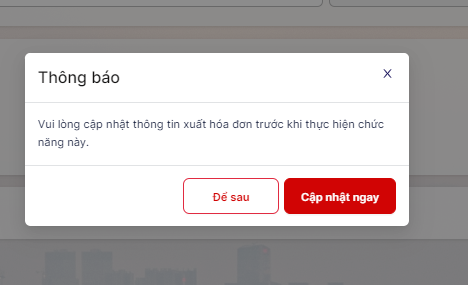 Thông báo
X
Vui lòng cập nhật thông tin xuất hóa đơn trước khi thực hiện chức
năng này.
Để sau
Cập nhật ngay